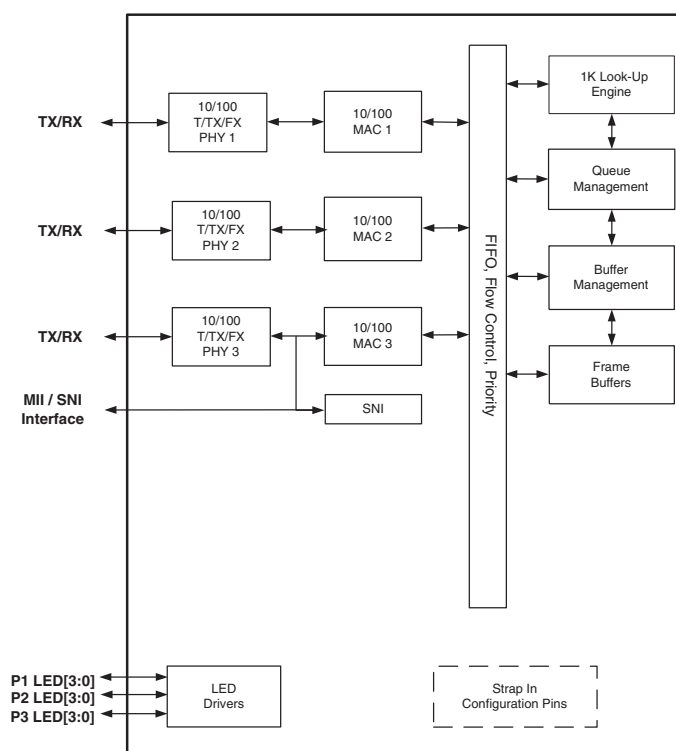 TX/RX
10/100
T/TX/FX
PHY 1
10/100
MAC 1
1K Look-Up
Engine
TX/RX
10/100
T/TX/FX
PHY 2
10/100
MAC 2
Queue
Management
TX/RX
10/100
T/TX/FX
PHY 3
10/100
MAC 3
Buffer
Management
MII / SNI
Interface
SNI
Frame
Buffers
FIFO, Flow Control, Priority
P1 LED[3:0]
P2 LED[3:0]
P3 LED[3:0]
LED
Drivers
Strap In
Configuration Pins